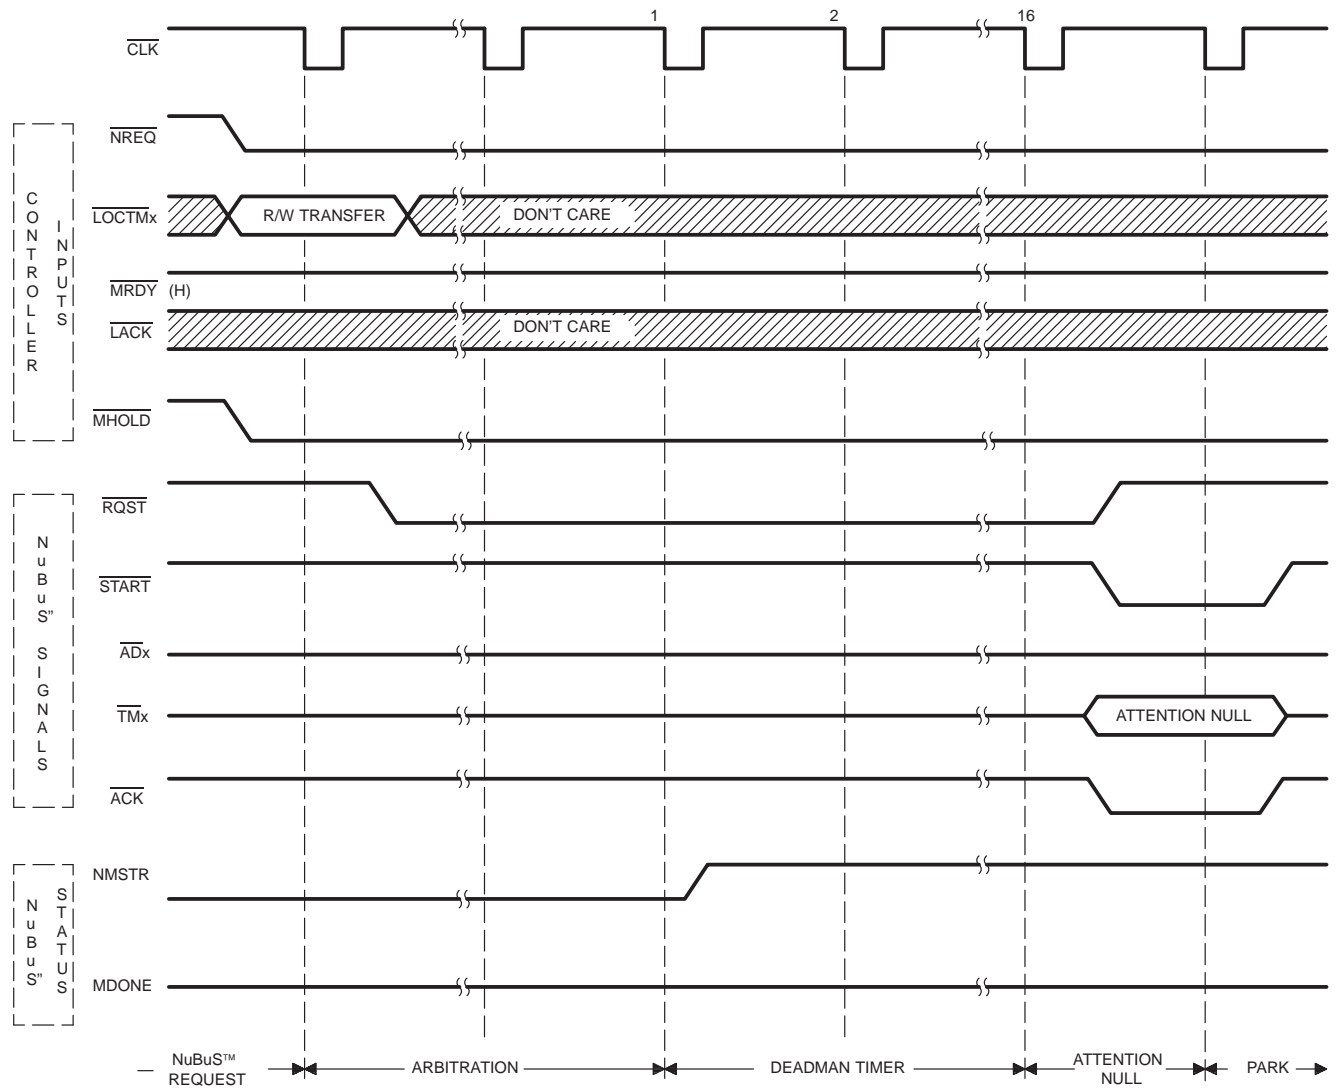 1 2 16
CLK
NREQ
CONTROLLER
INPUTS
LOCTMx R/W TRANSFER DON'T CARE
MRDY (H)
LACK DON'T CARE
MHOLD
RQST
NuBuS" SIGNALS
START
ADx
TMx ATTENTION NULL
ACK
NMSTR
NuBuS"
STATUS
MDONE
NuBuS™
REQUEST
ARBITRATION
DEADMAN TIMER
ATTENTION
NULL
PARK